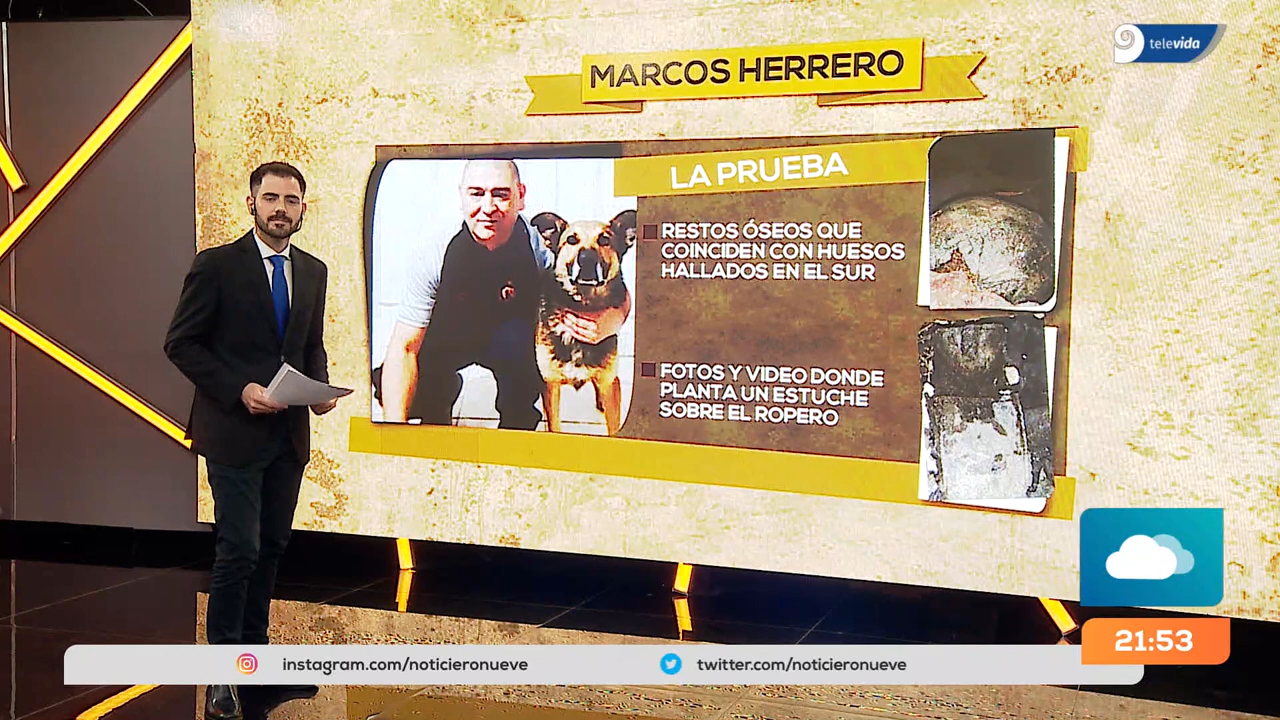 9 televida
MARCOS HERRERO
LA PRUEBA
RESTOS ÓSEOS QUE
COINCIDEN CON HUESOS
HALLADOS EN EL SUR
FOTOS Y VIDEO DONDE
PLANTA UN ESTUCHE
SOBRE EL ROPERO
21:53
instagram.com/noticieronueve
twitter.com/noticieronueve